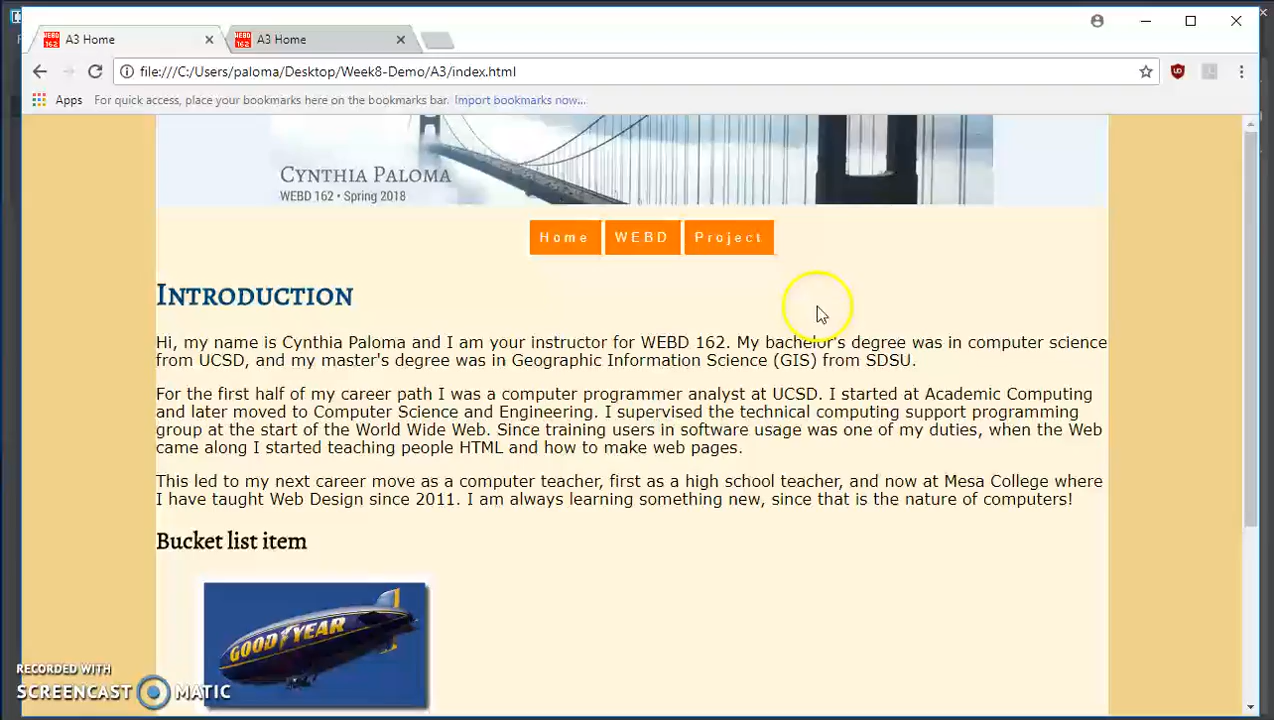 A3 Home
A3 Home
file:///C:/Users/paloma/Desktop/Week8-Demo/A3/index.html
Apps For quick access, place your bookmarks here on the bookmarks bar. Import bookmarks now...
CYNTHIA PALOMA
WEBD 162 • Spring 2018
Home WEBD Project
INTRODUCTION
Hi, my name is Cynthia Paloma and I am your instructor for WEBD 162. My bachelor's degree was in computer science
from UCSD, and my master's degree was in Geographic Information Science (GIS) from SDSU.
For the first half of my career path I was a computer programmer analyst at UCSD. I started at Academic Computing
and later moved to Computer Science and Engineering. I supervised the technical computing support programming
group at the start of the World Wide Web. Since training users in software usage was one of my duties, when the Web
came along I started teaching people HTML and how to make web pages.
This led to my next career move as a computer teacher, first as a high school teacher, and now at Mesa College where
I have taught Web Design since 2011. I am always learning something new, since that is the nature of computers!
Bucket list item
GOODYEAR
RECORDED WITH
SCREENCAST MATIC